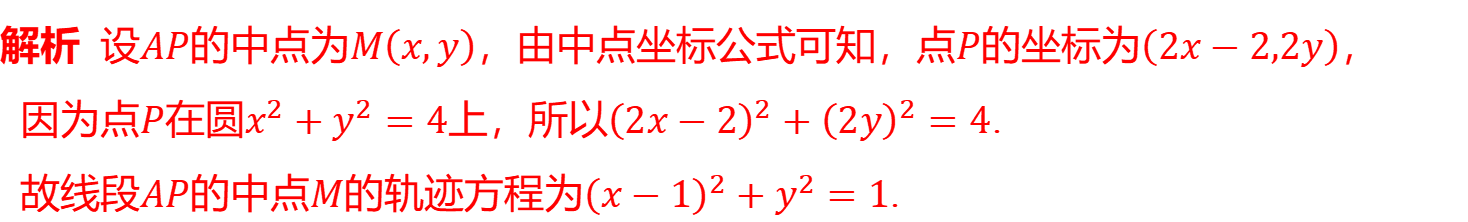 解析 设AP的中点为M(x, y)，由中点坐标公式可知，点P的坐标为(2x − 2,2y)，
因为点P在圆x² + y² = 4上，所以(2x − 2)² + (2y)² = 4.
故线段AP的中点M的轨迹方程为(x − 1)² + y² = 1.